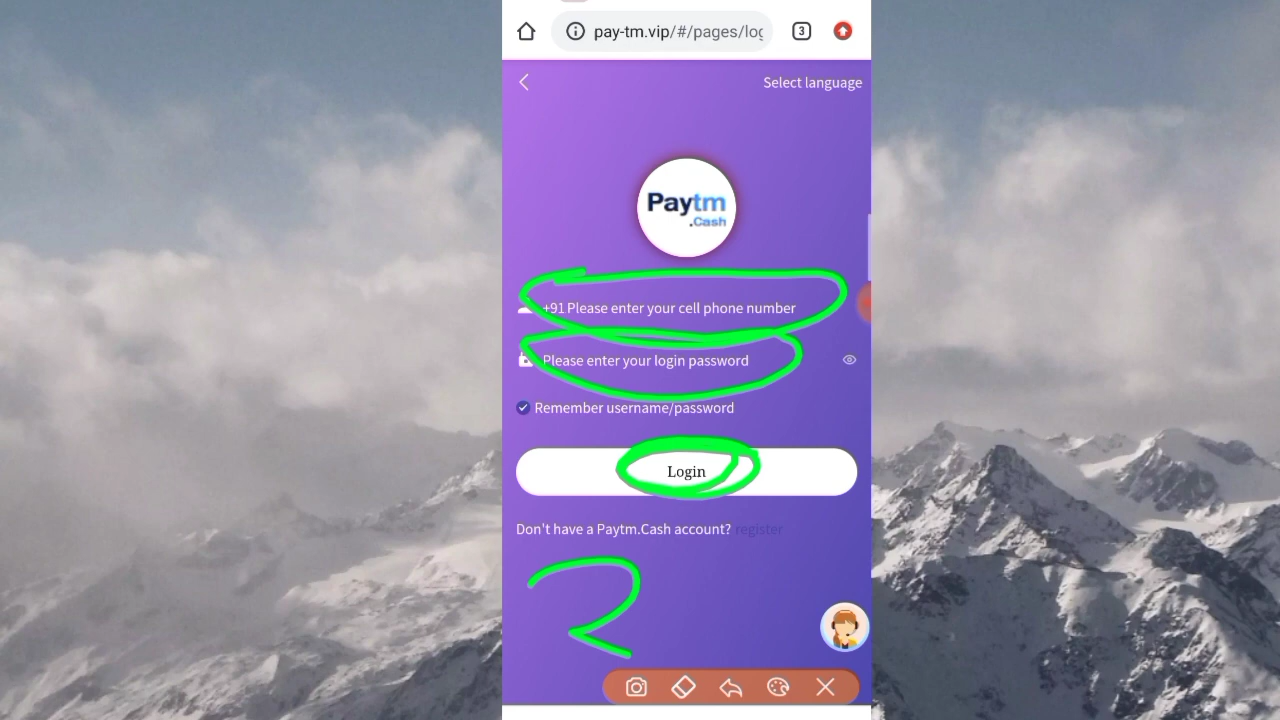 pay-tm.vip/#/pages/log
3
Select language
Paytm
.Cash
+91 Please enter your cell phone number
Please enter your login password
Remember username/password
Login
Don't have a Paytm.Cash account? register
2